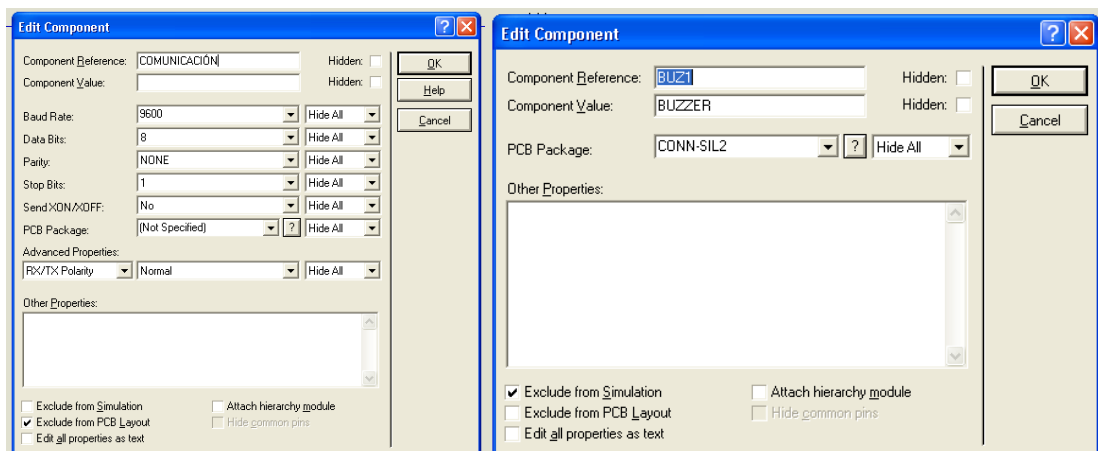 Edit Component
Component Reference: COMUNICACIÓN Hidden:
Component Value: Hidden:
Baud Rate: 9600 Hide All
Data Bits: 8 Hide All
Parity: NONE Hide All
Stop Bits: 1 Hide All
Send XON/XOFF: No Hide All
PCB Package: (Not Specified) ? Hide All
Advanced Properties:
RX/TX Polarity Normal Hide All
Other Properties:
Exclude from Simulation Attach hierarchy module
Exclude from PCB Layout Hide common pins
Edit all properties as text
OK
Help
Cancel
Edit Component
Component Reference: BUZ1 Hidden:
Component Value: BUZZER Hidden:
PCB Package: CONN-SIL2 ? Hide All
Other Properties:
Exclude from Simulation Attach hierarchy module
Exclude from PCB Layout Hide common pins
Edit all properties as text
OK
Cancel